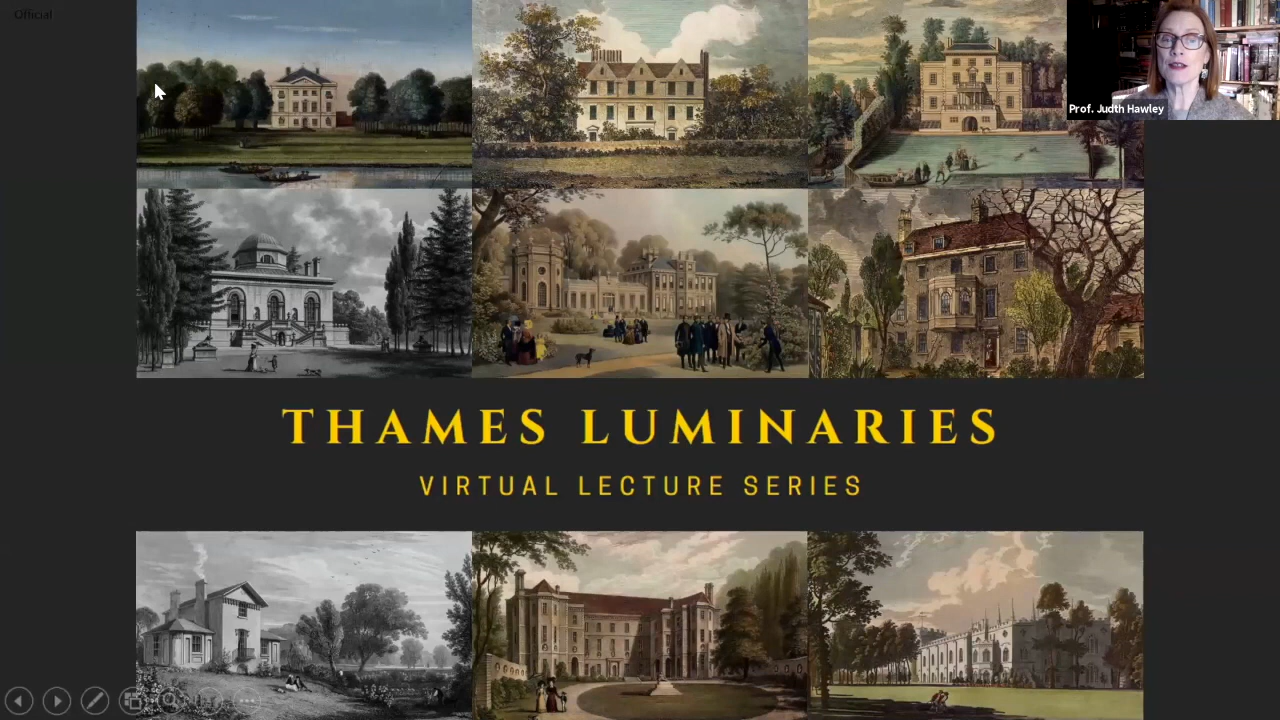 Official
Prof. Judth Hawley
THAMES LUMINARIES
VIRTUAL LECTURE SERIES